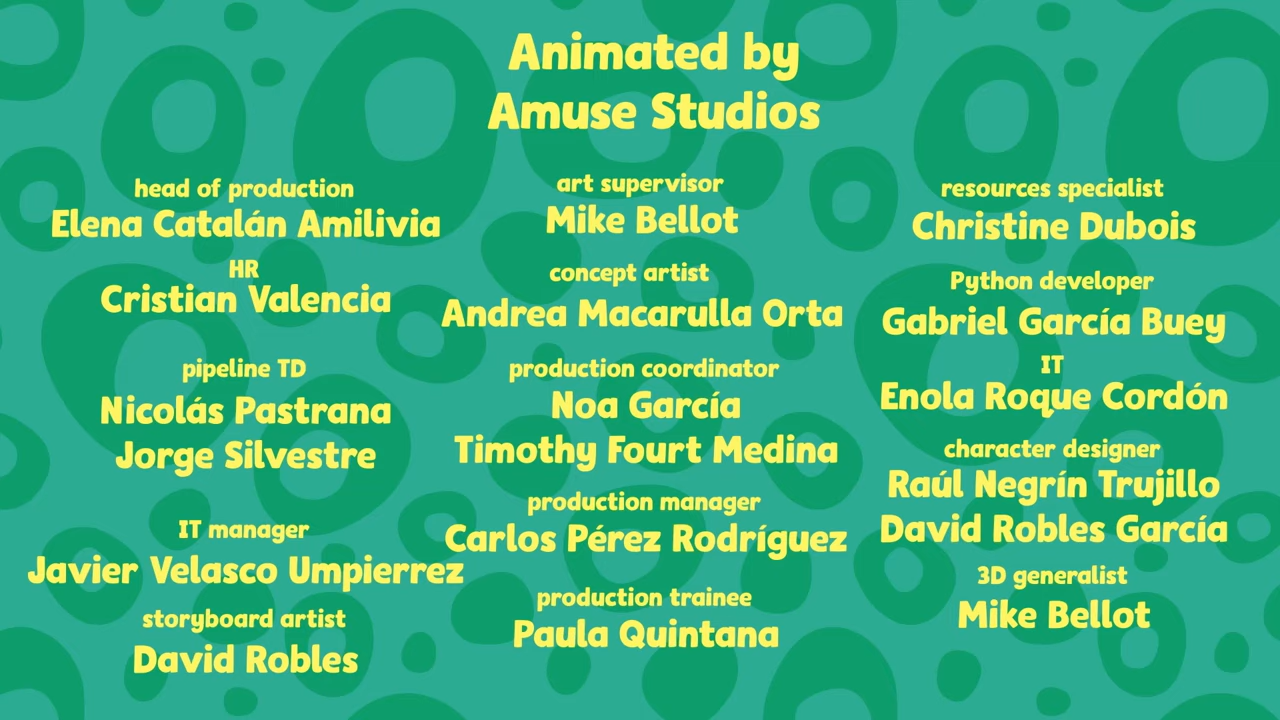 Animated by
Amuse Studios
head of production
Elena Catalán Amilivia
HR
Cristian Valencia
pipeline TD
Nicolás Pastrana
Jorge Silvestre
IT manager
Javier Velasco Umpierrez
storyboard artist
David Robles
art supervisor
Mike Bellot
concept artist
Andrea Macarulla Orta
production coordinator
Noa García
Timothy Fourt Medina
production manager
Carlos Pérez Rodríguez
production trainee
Paula Quintana
resources specialist
Christine Dubois
Python developer
Gabriel García Buey
IT
Enola Roque Cordón
character designer
Raúl Negrín Trujillo
David Robles García
3D generalist
Mike Bellot